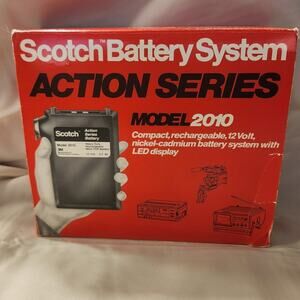 Scotch™ Battery System
ACTION SERIES
MODEL 2010
Compact, rechargeable, 12 Volt,
nickel-cadmium battery system with
LED display
Scotch
Action
Series
Battery
Model 2010
3M